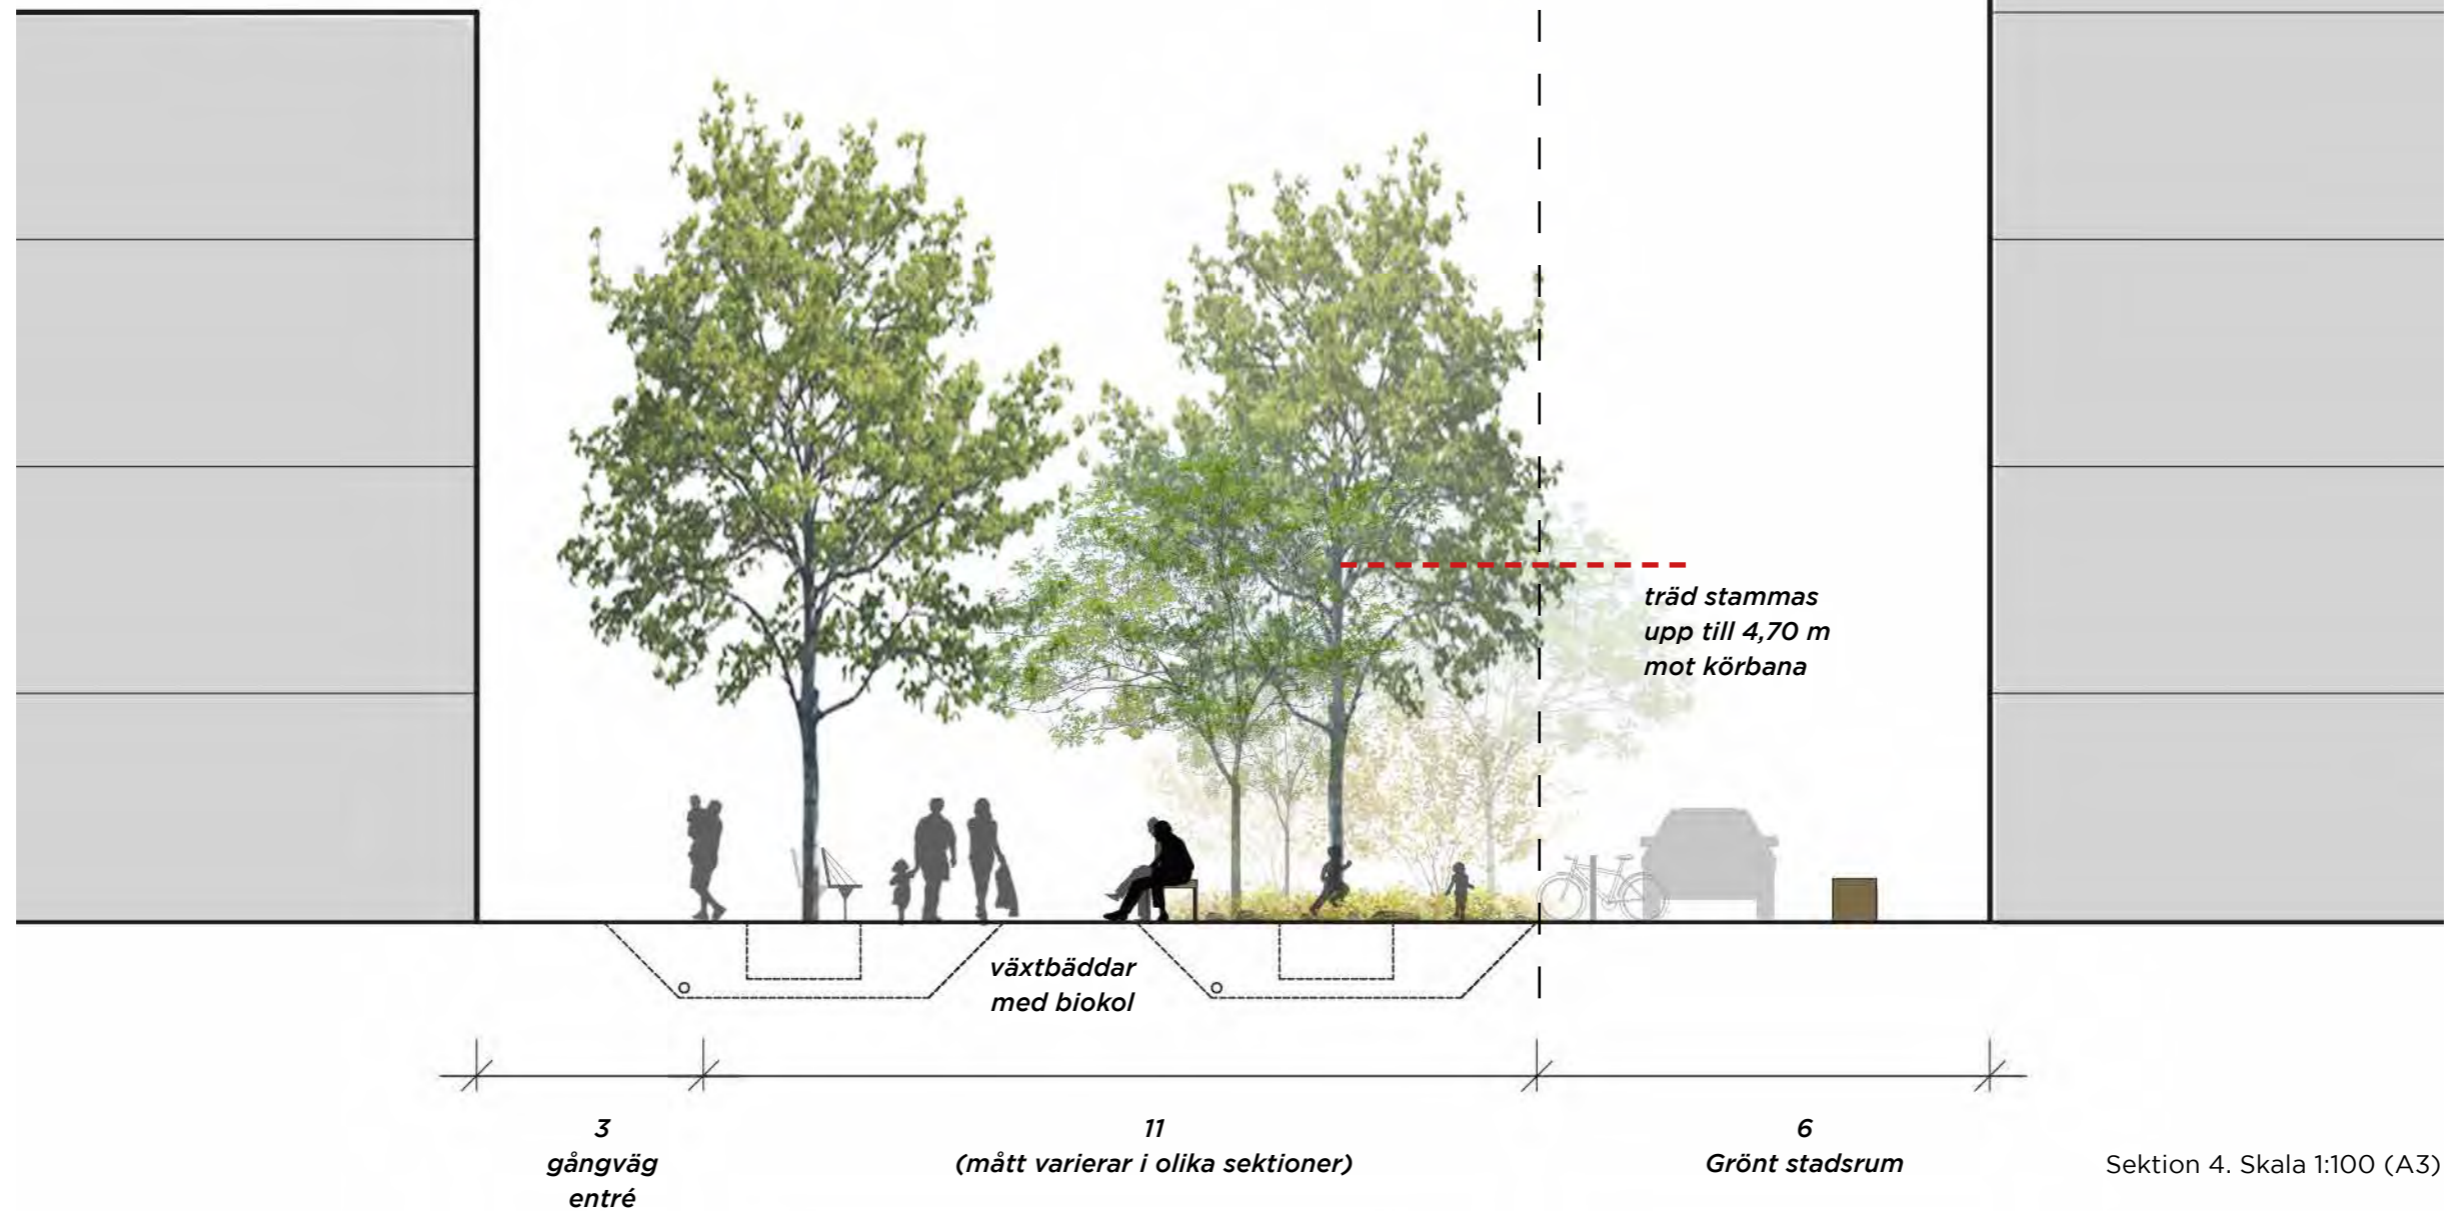 träd stammas
upp till 4,70 m
mot körbana
växtbäddar
med biokol
3
gångväg
entré
11
(mått varierar i olika sektioner)
6
Grönt stadsrum
Sektion 4. Skala 1:100 (A3)